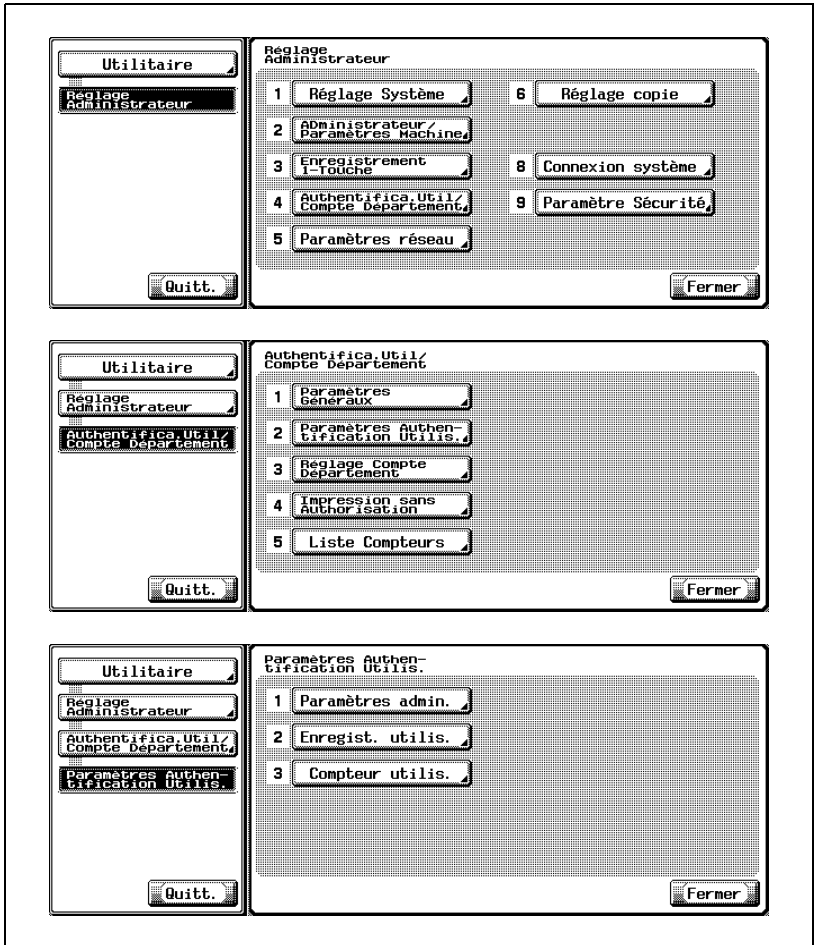 Utilitaire
Réglage
Administrateur
Quitt.
Réglage
Administrateur
1 Réglage Système
2 ADministrateur/
Paramètres Machine
3 Enregistrement
1-Touche
4 Authentifica.Util/
Compte Département
5 Paramètres réseau
6 Réglage copie
8 Connexion système
9 Paramètre Sécurité
Fermer
Utilitaire
Réglage
Administrateur
Authentifica.Util/
Compte Département
Quitt.
Authentifica.Util/
Compte Département
1 Paramètres
Généraux
2 Paramètres Authen-
tification Utilis.
3 Réglage Compte
Département
4 Impression sans
Authorisation
5 Liste Compteurs
Fermer
Utilitaire
Réglage
Administrateur
Authentifica.Util/
Compte Département
Paramètres Authen-
tification Utilis.
Quitt.
Paramètres Authen-
tification Utilis.
1 Paramètres admin.
2 Enregist. utilis.
3 Compteur utilis.
Fermer